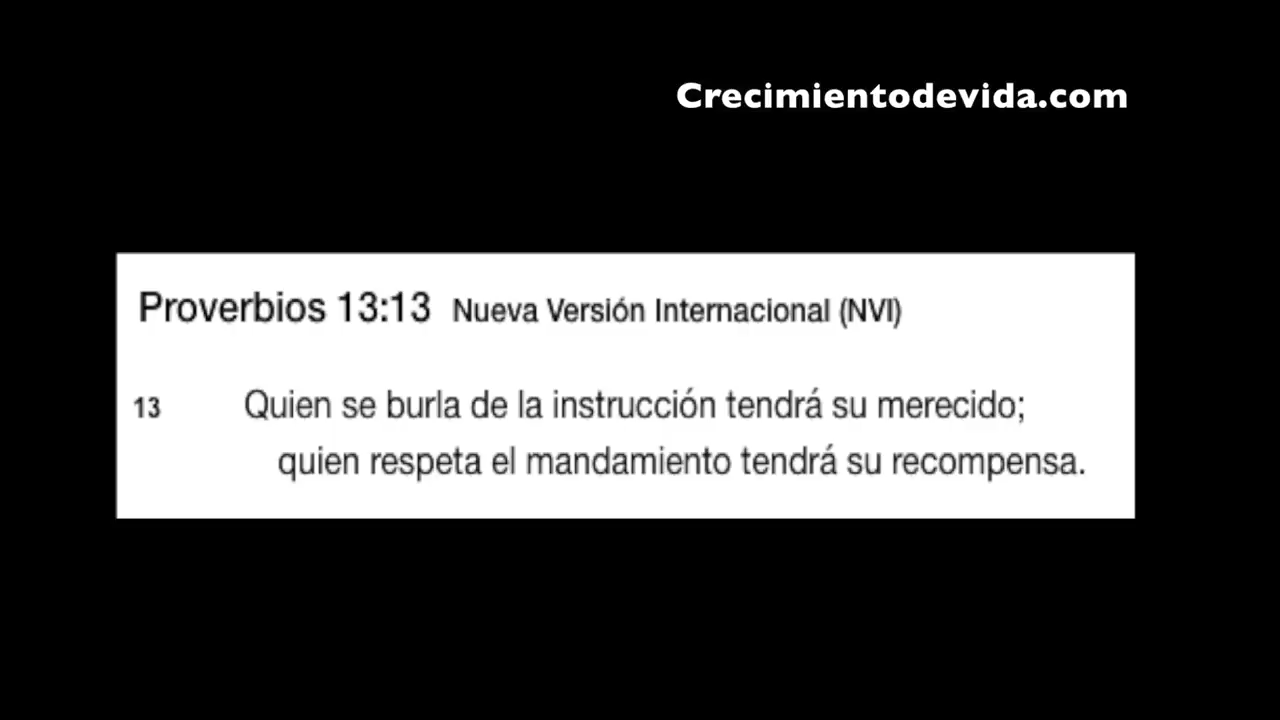 Crecimientodevida.com
Proverbios 13:13 Nueva Versión Internacional (NVI)
13 Quien se burla de la instrucción tendrá su merecido;
quien respeta el mandamiento tendrá su recompensa.